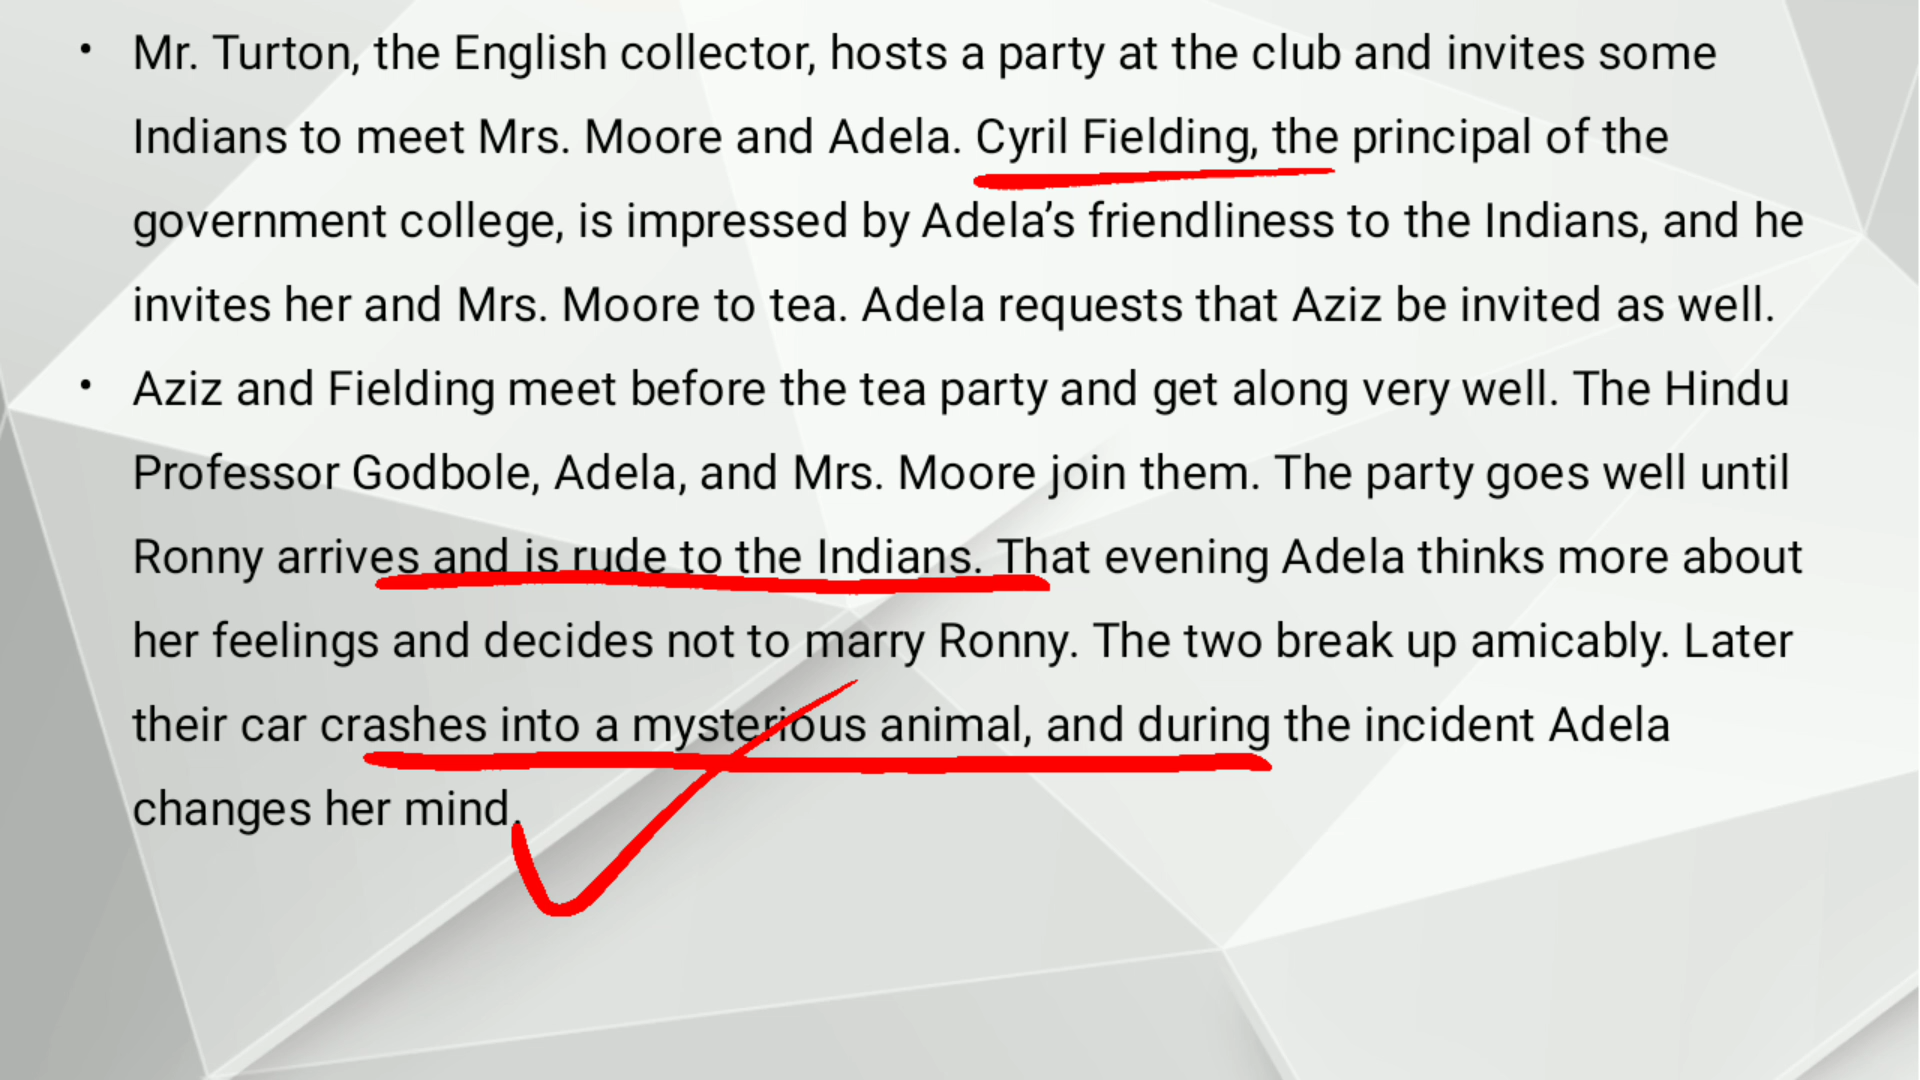 • Mr. Turton, the English collector, hosts a party at the club and invites some
Indians to meet Mrs. Moore and Adela. Cyril Fielding, the principal of the
government college, is impressed by Adela’s friendliness to the Indians, and he
invites her and Mrs. Moore to tea. Adela requests that Aziz be invited as well.
• Aziz and Fielding meet before the tea party and get along very well. The Hindu
Professor Godbole, Adela, and Mrs. Moore join them. The party goes well until
Ronny arrives and is rude to the Indians. That evening Adela thinks more about
her feelings and decides not to marry Ronny. The two break up amicably. Later
their car crashes into a mysterious animal, and during the incident Adela
changes her mind.